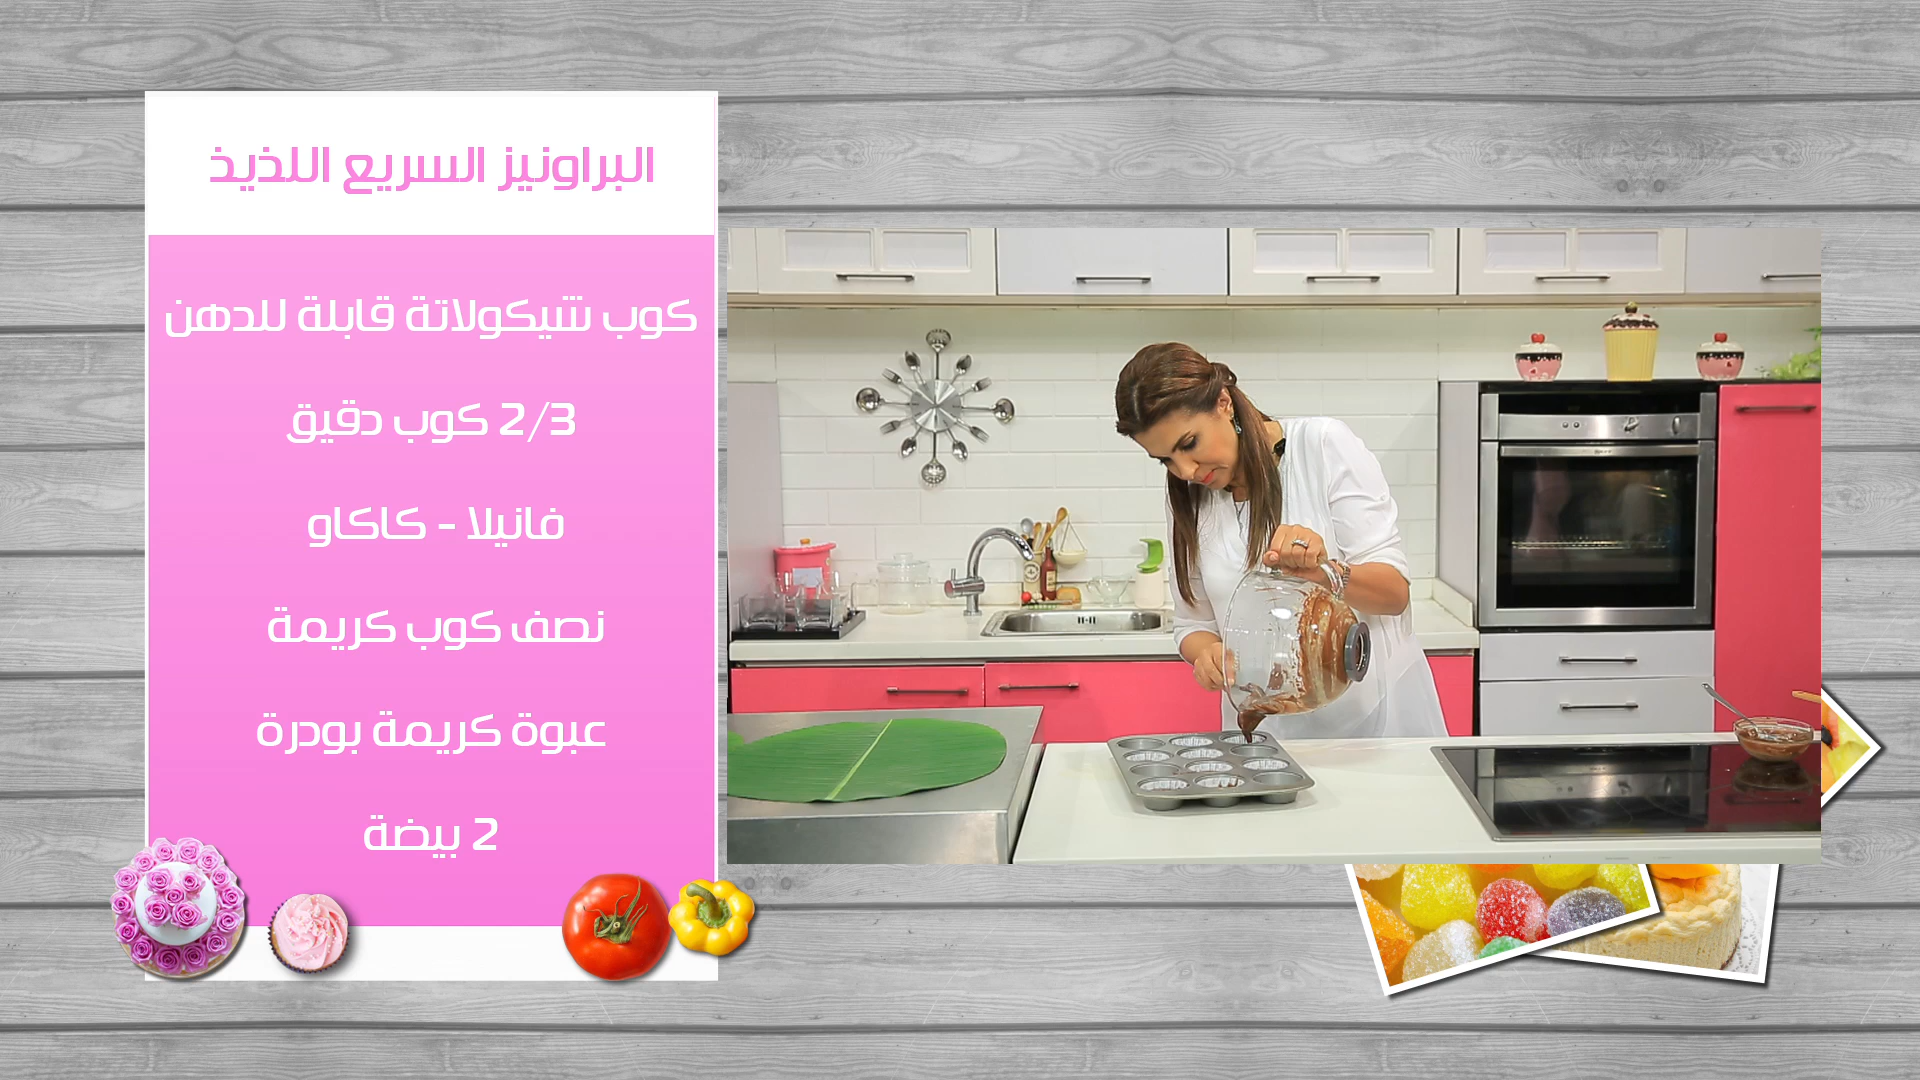 البراونيز السريع اللذيذ
كوب شيكولاتة قابلة للدهن
2/3 كوب دقيق
فانيلا - كاكاو
نصف كوب كريمة
عبوة كريمة بودرة
2 بيضة